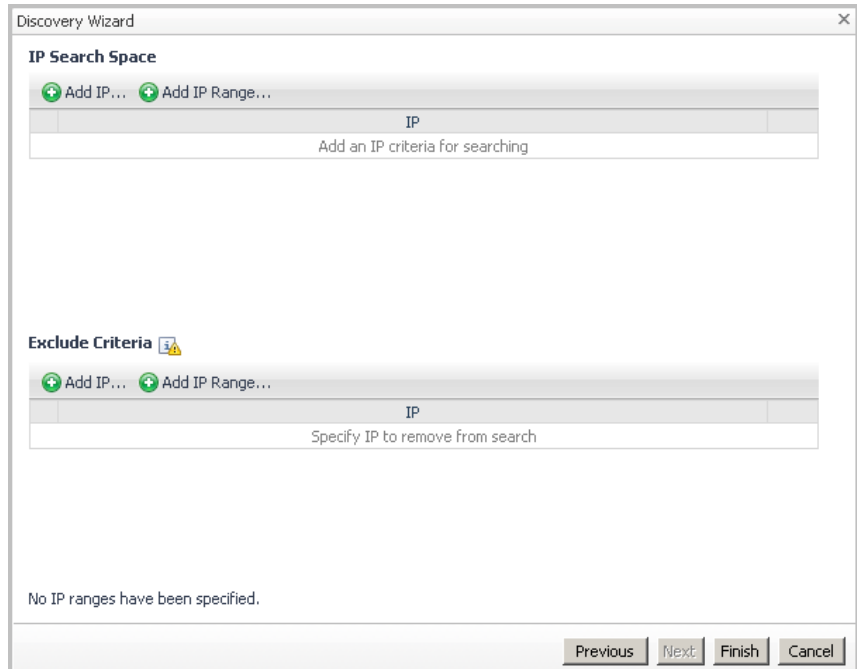 Discovery Wizard
IP Search Space
Add IP... Add IP Range...
IP
Add an IP criteria for searching
Exclude Criteria
Add IP... Add IP Range...
IP
Specify IP to remove from search
No IP ranges have been specified.
Previous Next Finish Cancel